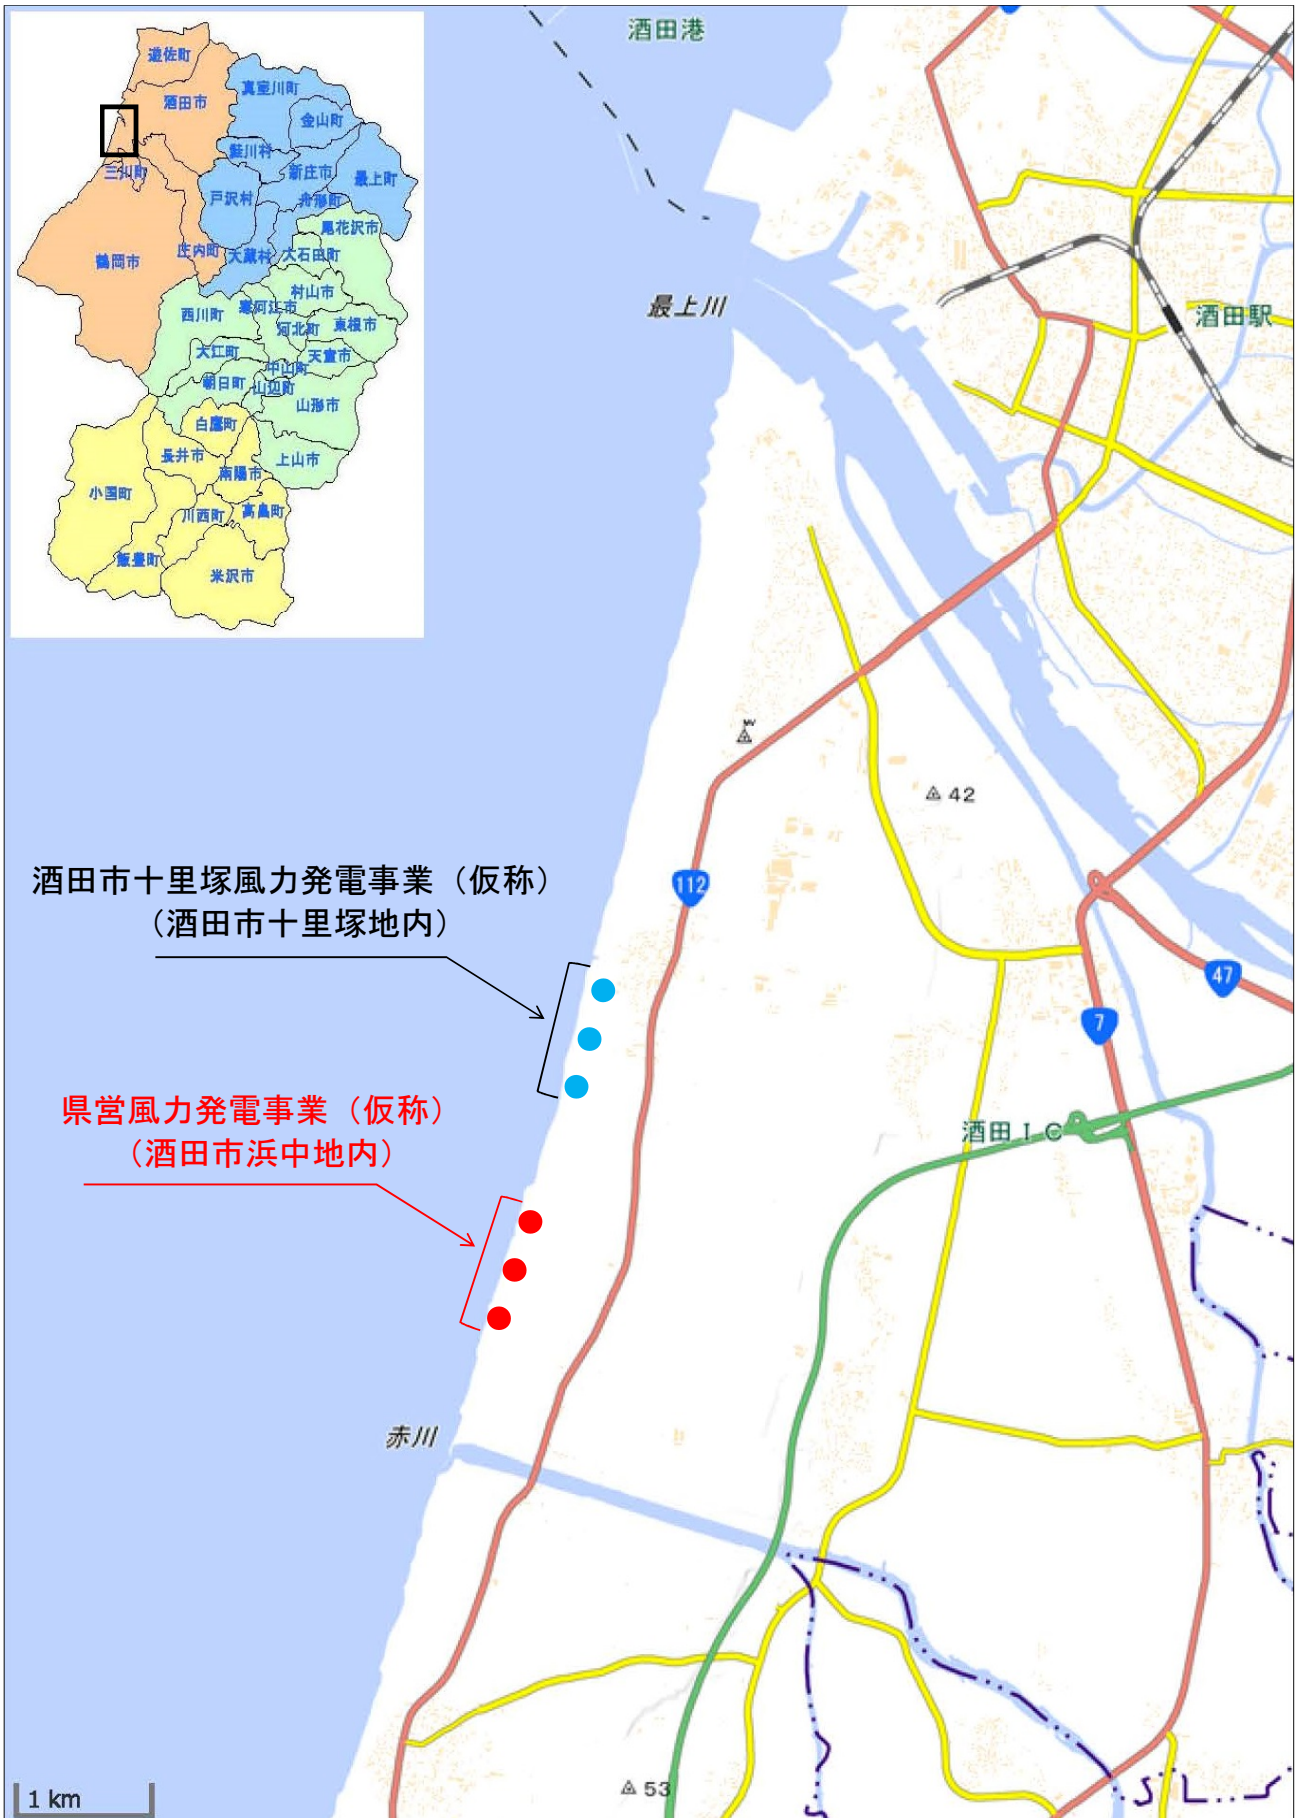 遊佐町
酒田市
真室川町
金山町
鮭川村
新庄市
最上町
三川町
戸沢村
舟形町
尾花沢市
鶴岡市
庄内町
大蔵村
大石田町
村山市
西川町
寒河江市
河北町
東根市
大江町
天童市
中山町
朝日町
山辺町
山形市
白鷹町
長井市
南陽市
上山市
小国町
川西町
高畠町
飯豊町
米沢市
酒田港
最上川
酒田駅
42
112
酒田市十里塚風力発電事業（仮称）
（酒田市十里塚地内）
47
7
県営風力発電事業（仮称）
（酒田市浜中地内）
酒田ＩＣ
赤川
53
1 km